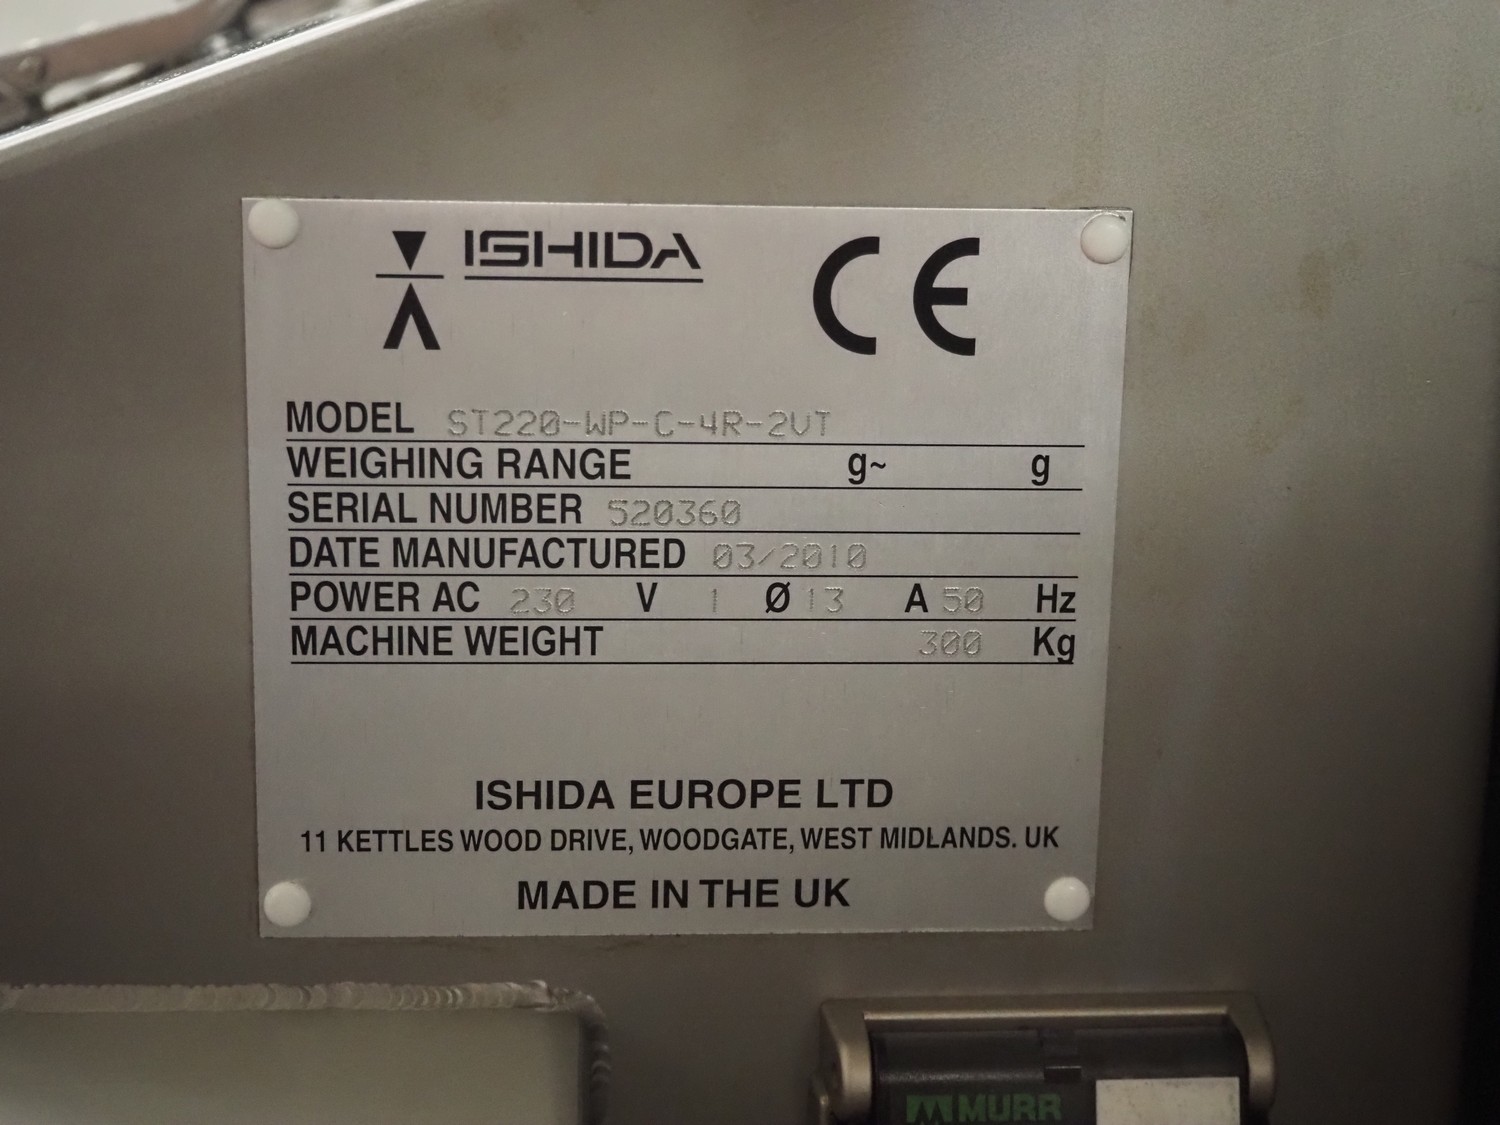 ISHIDA CE
MODEL ST220-WP-C-4R-2VT
WEIGHING RANGE g~ g
SERIAL NUMBER 520360
DATE MANUFACTURED 03/2010
POWER AC 230 V 1 Ø 13 A 50 Hz
MACHINE WEIGHT 300 Kg
ISHIDA EUROPE LTD
11 KETTLES WOOD DRIVE, WOODGATE, WEST MIDLANDS. UK
MADE IN THE UK
MURR